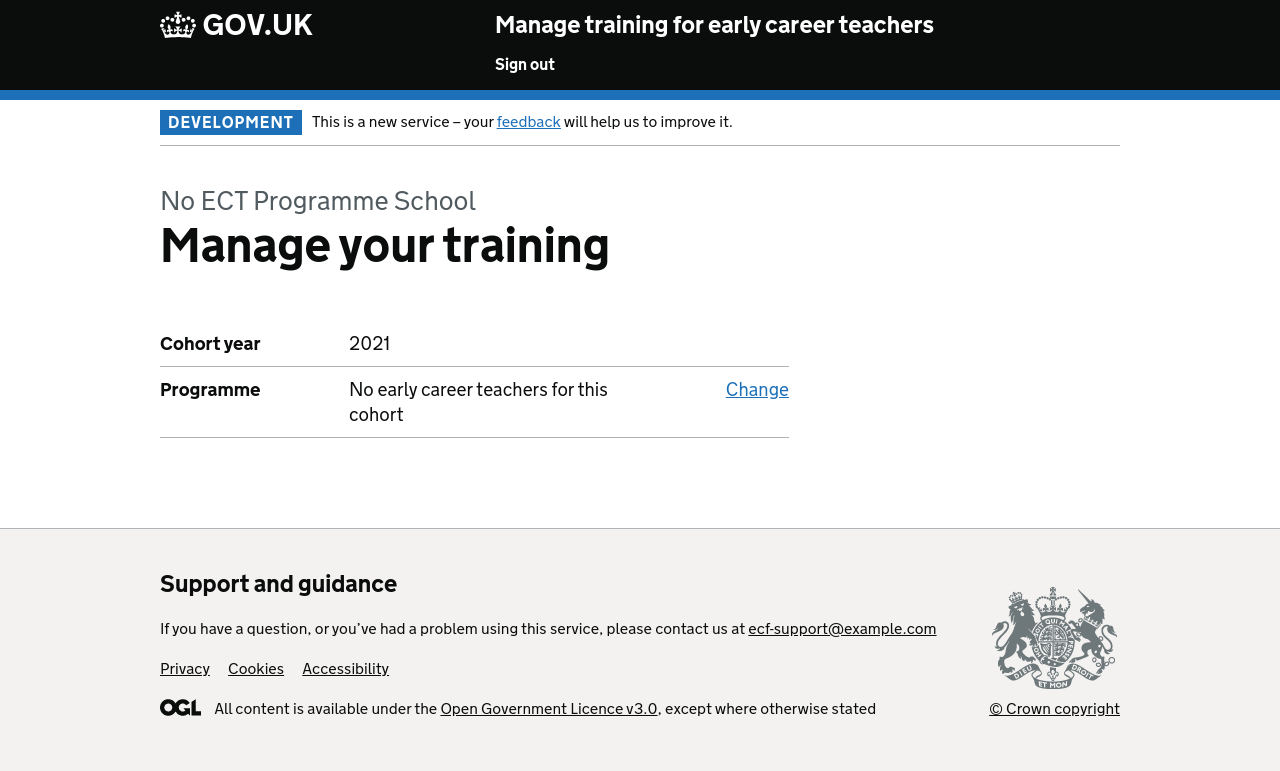 GOV.UK
Manage training for early career teachers
Sign out
DEVELOPMENT This is a new service – your feedback will help us to improve it.
No ECT Programme School
Manage your training
Cohort year 2021
Programme No early career teachers for this Change
cohort
Support and guidance
If you have a question, or you’ve had a problem using this service, please contact us at ecf-support@example.com
Privacy Cookies Accessibility
OGL All content is available under the Open Government Licence v3.0, except where otherwise stated
© Crown copyright